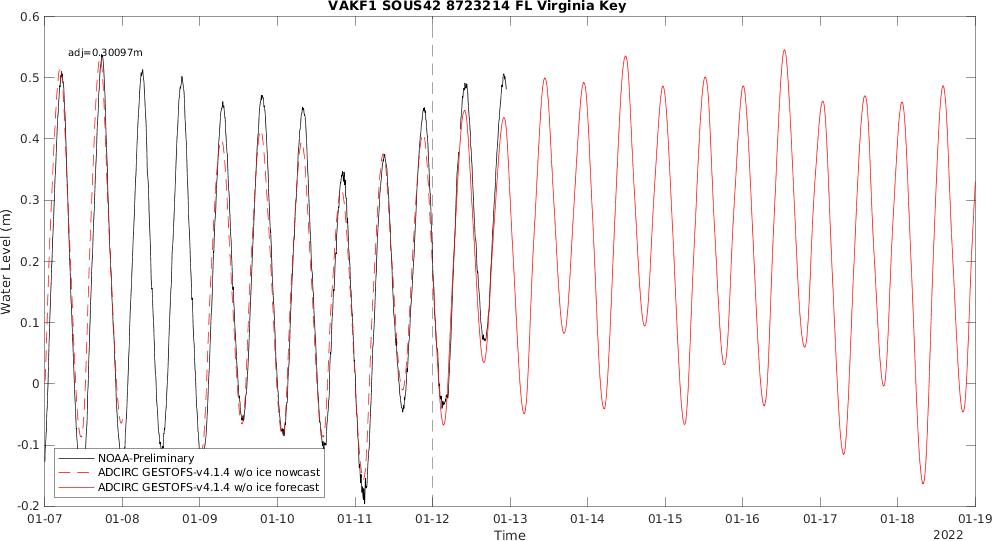 VAKF1 SOUS42 8723214 FL Virginia Key
adj=0.30097m
Water Level (m)
0.6
0.5
0.4
0.3
0.2
0.1
0
-0.1
-0.2
NOAA-Preliminary
ADCIRC GESTOFS-v4.1.4 w/o ice nowcast
ADCIRC GESTOFS-v4.1.4 w/o ice forecast
01-07 01-08 01-09 01-10 01-11 01-12 01-13 01-14 01-15 01-16 01-17 01-18 01-19
Time
2022